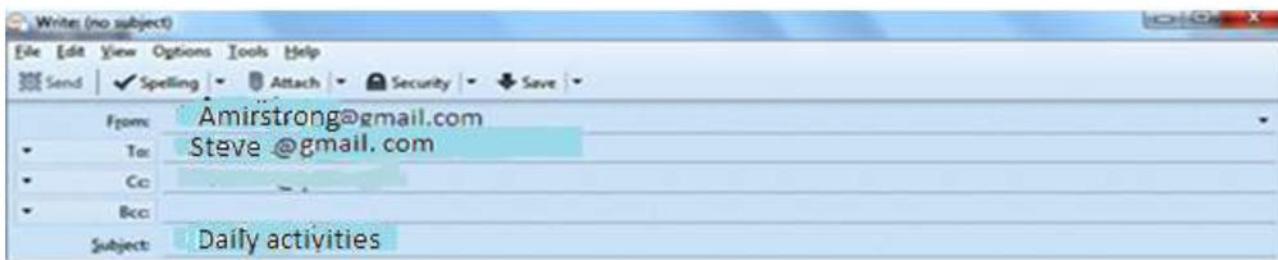 Write: (no subject)
File Edit View Options Tools Help
Send Spelling Attach Security Save
From: Amirstrong@gmail.com
To: Steve @gmail. com
Cc:
Bcc:
Subject: Daily activities